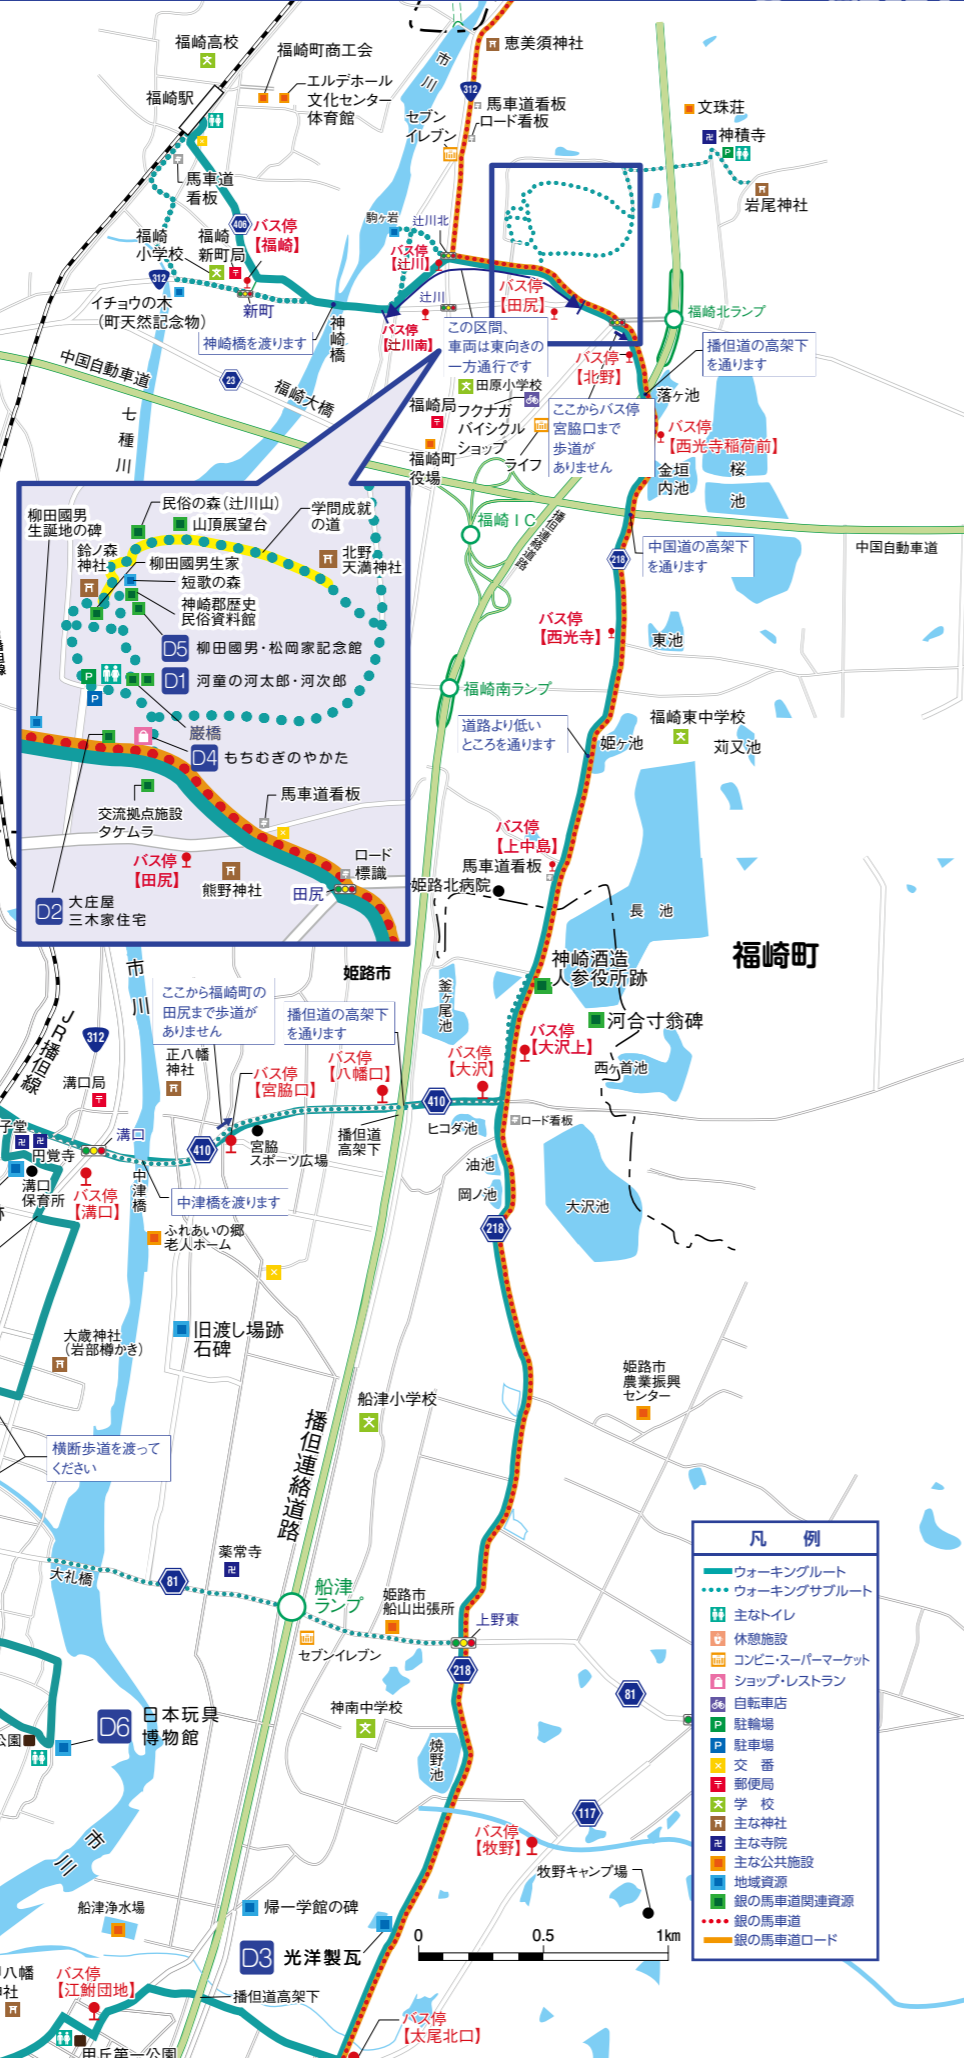 福崎高校
福崎町商工会
エルデホール
文化センター
体育館
福崎駅
馬車道
看板
市
川
恵美須神社
312
馬車道看板
ロード看板
セブン
イレブン
文珠荘
神積寺
岩尾神社
406
バス停
【福崎】
福崎
小学校
福崎
新町局
312
イチョウの木
(町天然記念物)
新町
神崎橋を渡ります
神崎橋
駒ヶ岩
辻川北
バス停
【辻川】
辻川
バス停
【辻川南】
バス停
【田尻】
この区間、
車両は東向きの
一方通行です
バス停
【北野】
福崎北ランプ
播但道の高架下
を通ります
落ヶ池
中国自動車道
23
福崎大橋
七種川
田原小学校
福崎局
フクナガ
バイシクル
ショップ
福崎町
役場
ライフ
ここからバス停
宮脇口まで
歩道が
ありません
バス停
【西光寺稲荷前】
金垣
内池
桜池
福崎IC
播但連絡道路
218
中国道の高架下
を通ります
中国自動車道
バス停
【西光寺】
東池
福崎南ランプ
道路より低い
ところを通ります
姫ヶ池
福崎東中学校
苅又池
柳田國男
生誕地の碑
民俗の森(辻川山)
山頂展望台
学問成就
の道
鈴ノ森
神社
柳田國男生家
短歌の森
北野
天満神社
神崎郡歴史
民俗資料館
D5 柳田國男・松岡家記念館
D1 河童の河太郎・河次郎
巌橋
D4 もちむぎのやかた
交流拠点施設
タケムラ
馬車道看板
バス停
【田尻】
熊野神社
ロード
標識
田尻
D2 大庄屋
三木家住宅
バス停
【上中島】
馬車道看板
姫路北病院
長 池
福崎町
姫路市
神崎酒造
人参役所跡
釜ヶ尾池
河合寸翁碑
西ヶ首池
バス停
【大沢上】
市
川
ここから福崎町の
田尻まで歩道が
ありません
播但道の高架下
を通ります
JR播但線
312
溝口局
正八幡
神社
バス停
【宮脇口】
バス停
【八幡口】
バス停
【大沢】
410
ヒコダ池
ロード看板
子堂
円覚寺
溝口
410
宮脇
スポーツ広場
播但道
高架下
溝口
保育所
バス停
【溝口】
中津橋
中津橋を渡ります
油池
岡ノ池
大沢池
218
ふれあいの郷
老人ホーム
旧渡し場跡
石碑
大歳神社
(岩部樽かき)
姫路市
農業振興
センター
船津小学校
横断歩道を渡って
ください
播但連絡道路
大礼橋
81
薬常寺
船津
ランプ
姫路市
船山出張所
上野東
セブンイレブン
218
81
神南中学校
D6 日本玩具
博物館
公園
焼野池
117
バス停
【牧野】
牧野キャンプ場
市
川
船津浄水場
帰一学館の碑
D3 光洋製瓦
0 0.5 1km
八幡
神社
バス停
【江鮒団地】
播但道高架下
甲丘第一公園
バス停
【太尾北口】
凡 例
ウォーキングルート
ウォーキングサブルート
主なトイレ
休憩施設
コンビニ・スーパーマーケット
ショップ・レストラン
自転車店
駐輪場
駐車場
交 番
郵便局
学 校
主な神社
主な寺院
主な公共施設
地域資源
銀の馬車道関連資源
銀の馬車道
銀の馬車道ロード